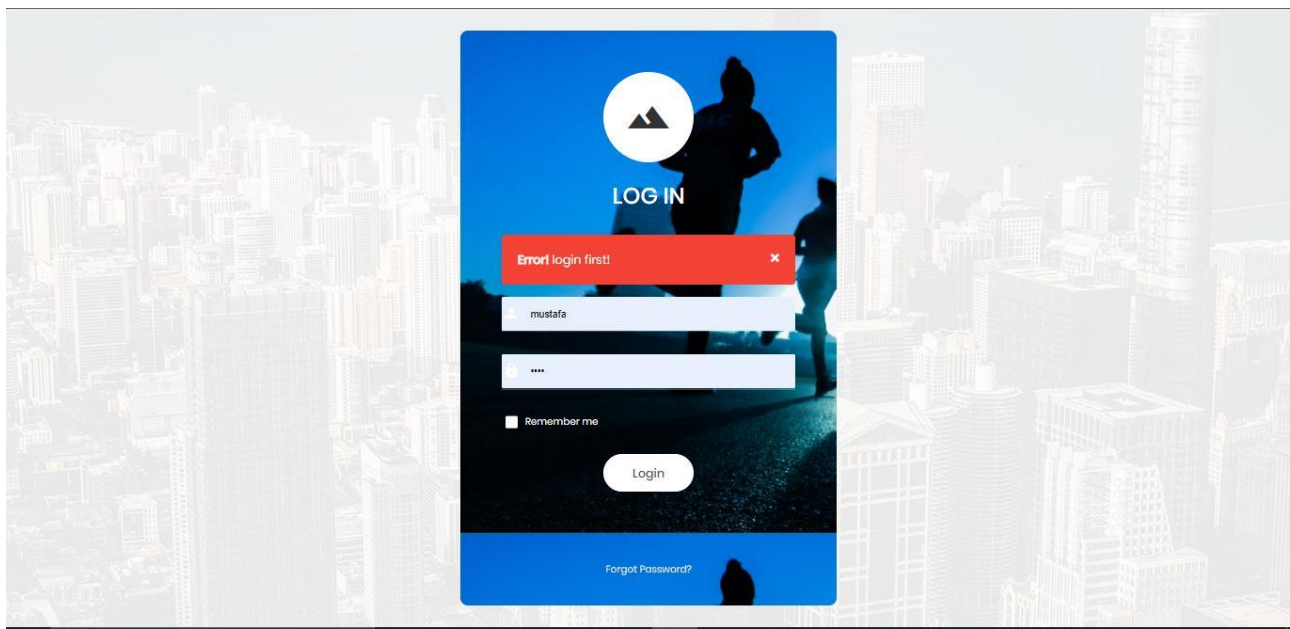 LOG IN
Error! login first!
×
mustafa
••••
Remember me
Login
Forgot Password?